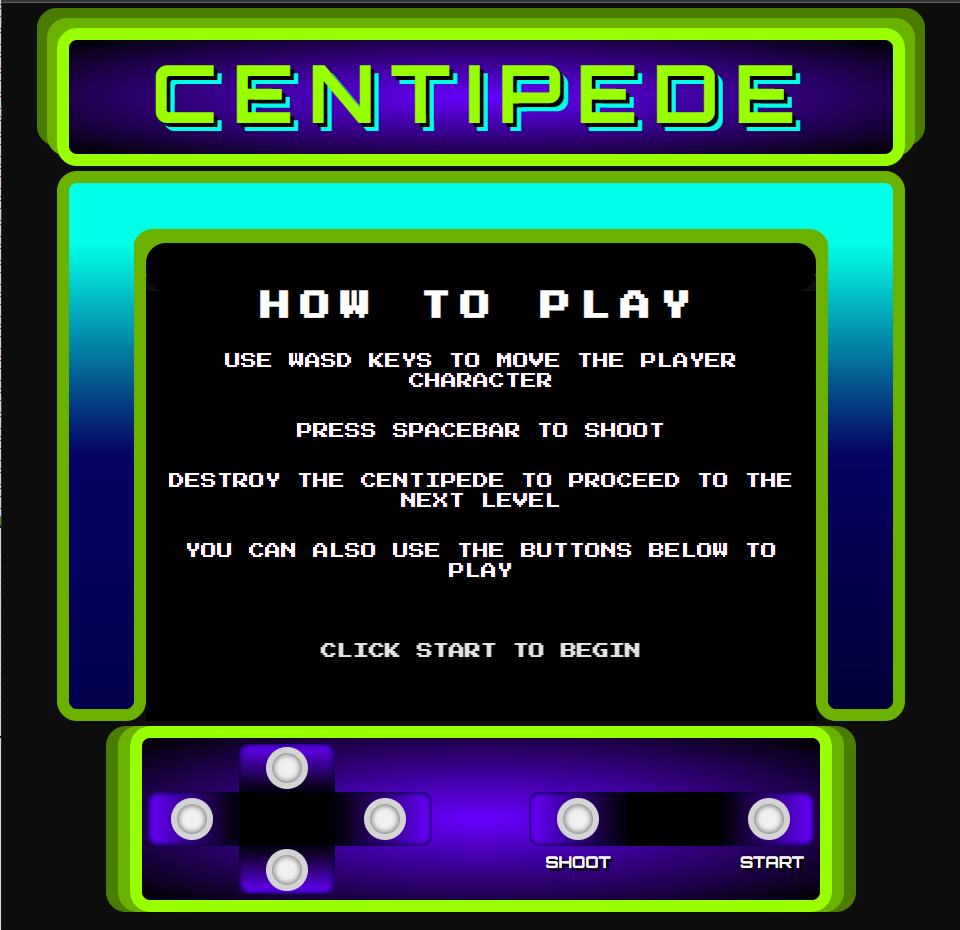 CENTIPEDE
HOW TO PLAY
USE WASD KEYS TO MOVE THE PLAYER
CHARACTER
PRESS SPACEBAR TO SHOOT
DESTROY THE CENTIPEDE TO PROCEED TO THE
NEXT LEVEL
YOU CAN ALSO USE THE BUTTONS BELOW TO
PLAY
CLICK START TO BEGIN
SHOOT
START